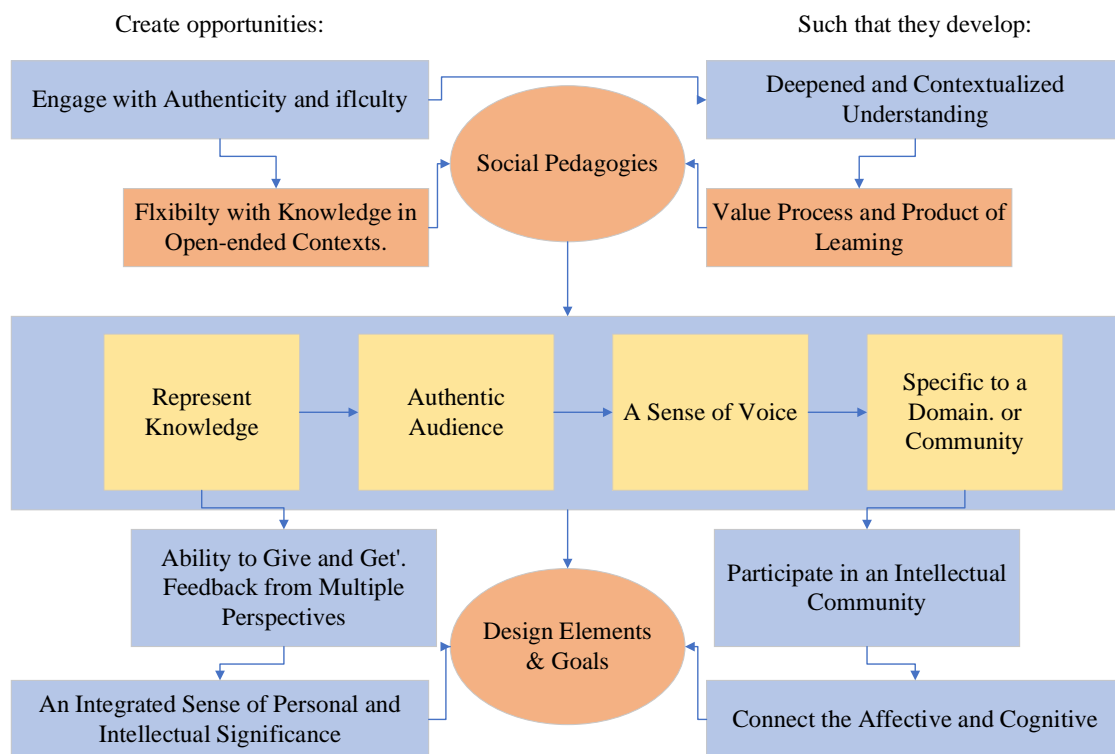 Create opportunities:
Such that they develop:
Engage with Authenticity and iflculty
Deepened and Contextualized
Understanding
Social Pedagogies
Flxibilty with Knowledge in
Open-ended Contexts.
Value Process and Product of
Leaming
Represent
Knowledge
Authentic
Audience
A Sense of Voice
Specific to a
Domain. or
Community
Ability to Give and Get'.
Feedback from Multiple
Perspectives
Participate in an Intellectual
Community
Design Elements
& Goals
An Integrated Sense of Personal and
Intellectual Significance
Connect the Affective and Cognitive